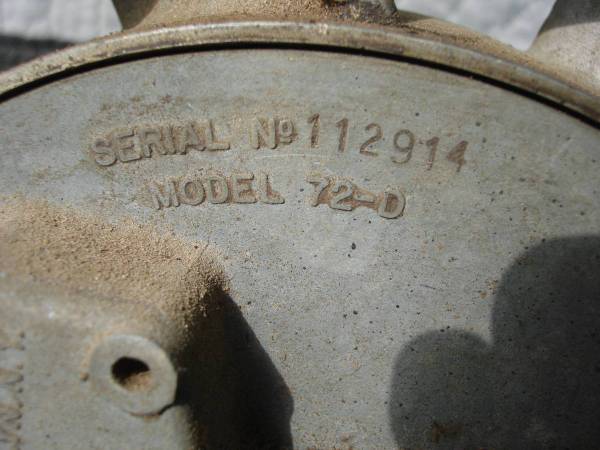 SERIAL Nº 112914
MODEL 72-D